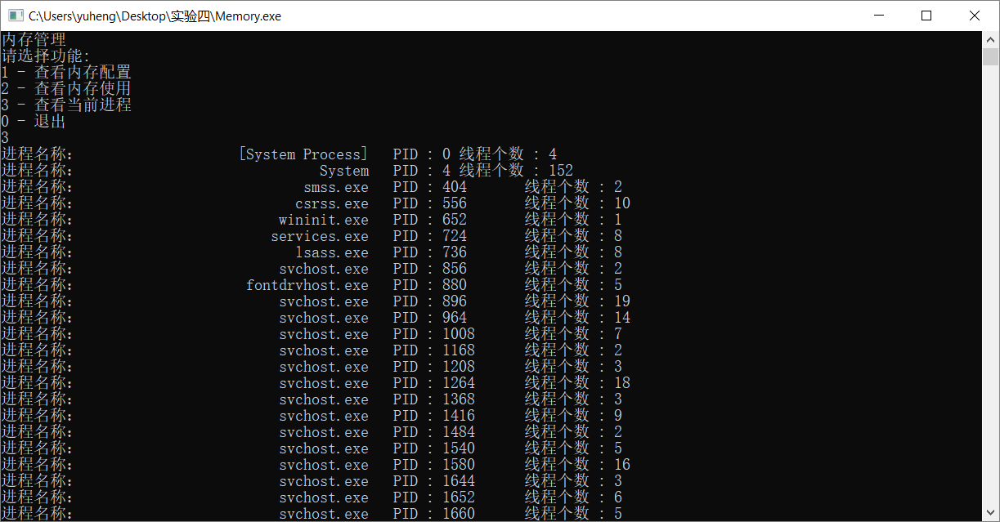 C:\Users\yuheng\Desktop\实验四\Memory.exe
内存管理
请选择功能:
1 - 查看内存配置
2 - 查看内存使用
3 - 查看当前进程
0 - 退出
3
进程名称: [System Process] PID : 0 线程个数 : 4
进程名称: System PID : 4 线程个数 : 152
进程名称: smss.exe PID : 404 线程个数 : 2
进程名称: csrss.exe PID : 556 线程个数 : 10
进程名称: wininit.exe PID : 652 线程个数 : 1
进程名称: services.exe PID : 724 线程个数 : 8
进程名称: lsass.exe PID : 736 线程个数 : 8
进程名称: svchost.exe PID : 856 线程个数 : 2
进程名称: fontdrvhost.exe PID : 880 线程个数 : 5
进程名称: svchost.exe PID : 896 线程个数 : 19
进程名称: svchost.exe PID : 964 线程个数 : 14
进程名称: svchost.exe PID : 1008 线程个数 : 7
进程名称: svchost.exe PID : 1168 线程个数 : 2
进程名称: svchost.exe PID : 1208 线程个数 : 3
进程名称: svchost.exe PID : 1264 线程个数 : 18
进程名称: svchost.exe PID : 1368 线程个数 : 3
进程名称: svchost.exe PID : 1416 线程个数 : 9
进程名称: svchost.exe PID : 1484 线程个数 : 2
进程名称: svchost.exe PID : 1540 线程个数 : 5
进程名称: svchost.exe PID : 1580 线程个数 : 16
进程名称: svchost.exe PID : 1644 线程个数 : 3
进程名称: svchost.exe PID : 1652 线程个数 : 6
进程名称: svchost.exe PID : 1660 线程个数 : 5